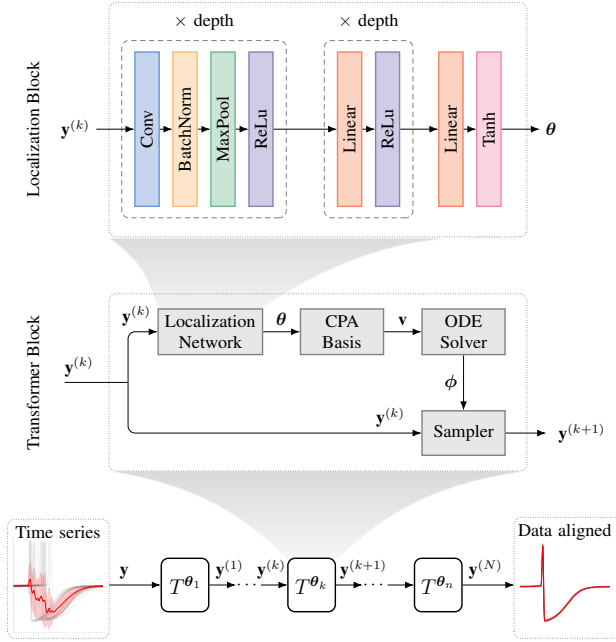 × depth × depth
Localization Block
y^(k) Conv BatchNorm MaxPool ReLu Linear ReLu Linear Tanh θ
Transformer Block
y^(k)
y^(k) Localization Network θ CPA Basis v ODE Solver
ϕ
y^(k) Sampler y^(k+1)
Time series
y T^θ₁ y^(1) ··· y^(k) T^θₖ y^(k+1) ··· T^θₙ y^(N)
Data aligned